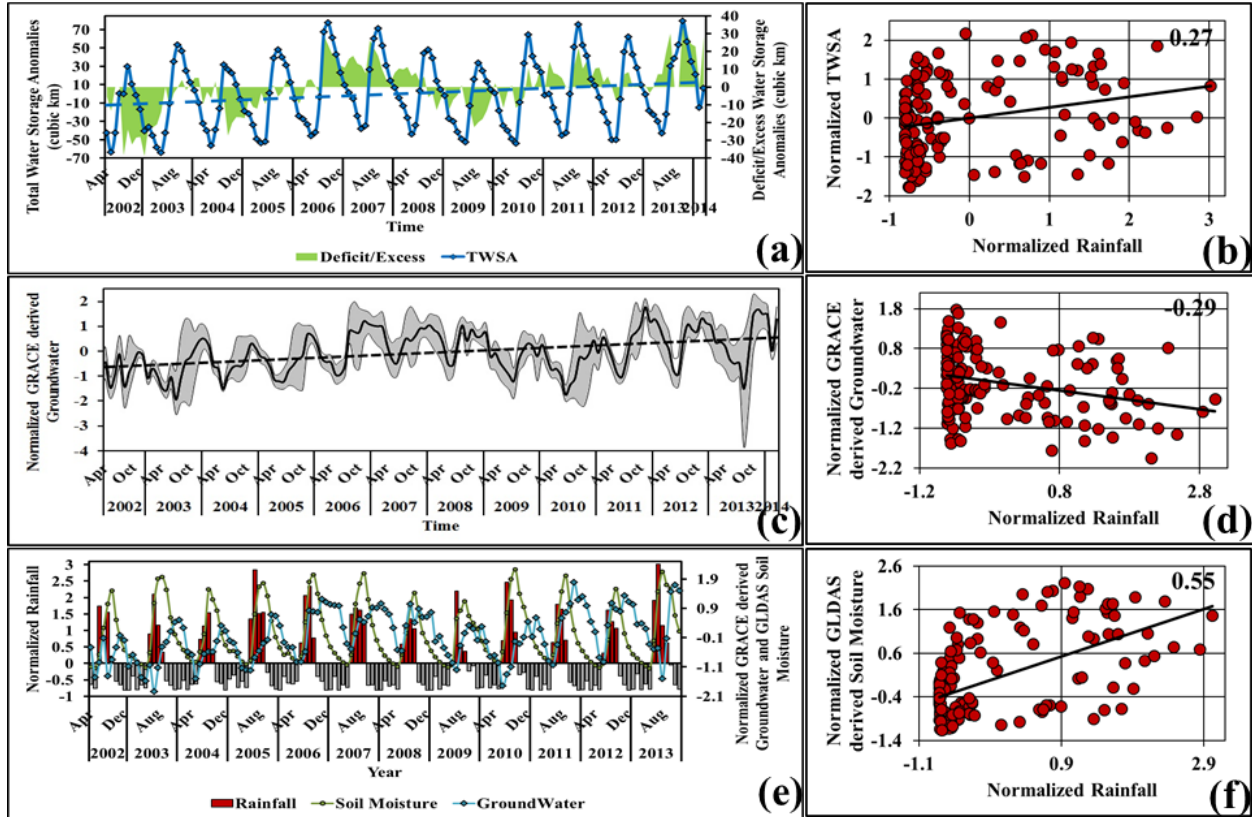 Total Water Storage Anomalies
(cubic km)
70
50
30
10
-10
-30
-50
-70
40
30
20
10
0
-10
-20
-30
-40
Deficit/Excess Water Storage
Anomalies (cubic km)
Apr Dec Aug Apr Dec Aug Apr Dec Aug Apr Dec Aug Apr Dec Aug Apr Dec Aug
2002 2003 2004 2005 2006 2007 2008 2009 2010 2011 2012 2013 2014
Time
Deficit/Excess TWSA
(a)
Normalized TWSA
2
1
0
-1
-2
0.27
-1 0 1 2 3
Normalized Rainfall
(b)
Normalized GRACE derived
Groundwater
2
1
0
-1
-2
-4
Apr Oct Apr Oct Apr Oct Apr Oct Apr Oct Apr Oct Apr Oct Apr Oct Apr Oct Apr Oct Apr Oct Apr Oct
2002 2003 2004 2005 2006 2007 2008 2009 2010 2011 2012 2013 2014
Time
(c)
Normalized GRACE
derived Groundwater
1.8
0.8
-0.2
-1.2
-2.2
-0.29
-1.2 0.8 2.8
Normalized Rainfall
(d)
Normalized Rainfall
3
2.5
2
1.5
1
0.5
0
-0.5
-1
1.9
0.9
-0.1
-1.1
-2.1
Normalized GRACE derived
Groundwater and GLDAS Soil
Moisture
Apr Dec Aug Apr Dec Aug Apr Dec Aug Apr Dec Aug Apr Dec Aug Apr Dec Aug
2002 2003 2004 2005 2006 2007 2008 2009 2010 2011 2012 2013
Year
Rainfall Soil Moisture GroundWater
(e)
Normalized GLDAS
derived Soil Moisture
2.6
1.6
0.6
-0.4
-1.4
0.55
-1.1 0.9 2.9
Normalized Rainfall
(f)